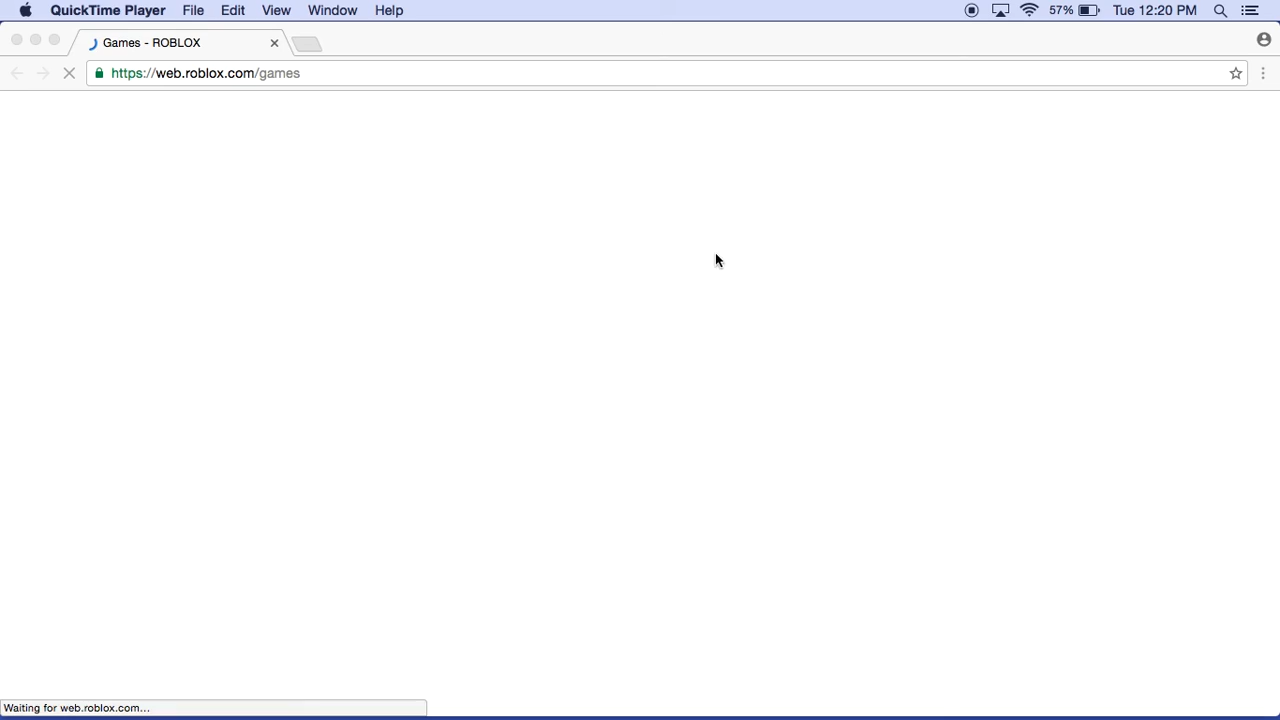 QuickTime Player File Edit View Window Help 57% Tue 12:20 PM
Games - ROBLOX
https://web.roblox.com/games
Waiting for web.roblox.com...